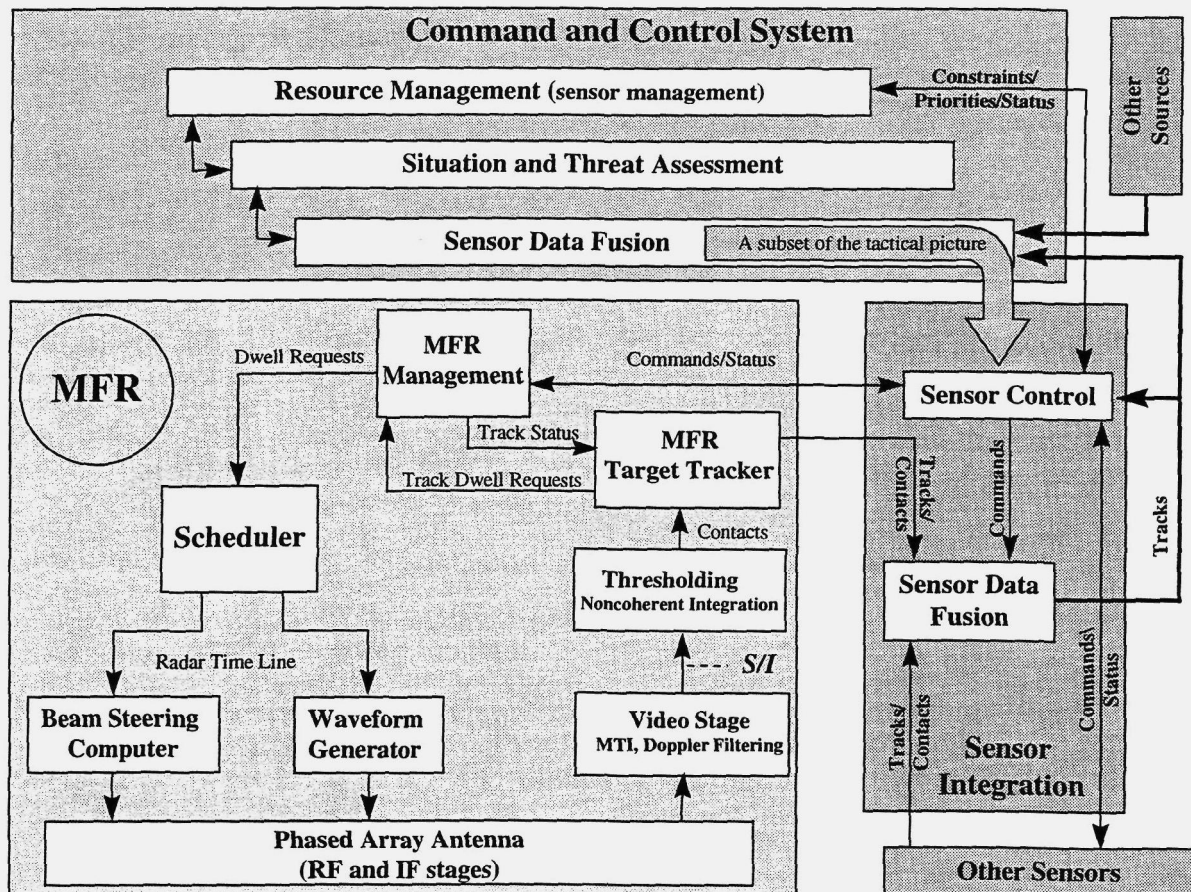 Command and Control System
Resource Management (sensor management)
Constraints/
Priorities/Status
Other
Sources
Situation and Threat Assessment
Sensor Data Fusion
A subset of the tactical picture
MFR
Dwell Requests
MFR
Management
Commands/Status
Sensor Control
Track Status
MFR
Target Tracker
Track Dwell Requests
Tracks/
Contacts
Commands
Tracks
Scheduler
Contacts
Thresholding
Noncoherent Integration
Sensor Data
Fusion
Radar Time Line
S/I
Beam Steering
Computer
Waveform
Generator
Video Stage
MTI, Doppler Filtering
Tracks/
Contacts
Commands\
Status
Sensor
Integration
Phased Array Antenna
(RF and IF stages)
Other Sensors